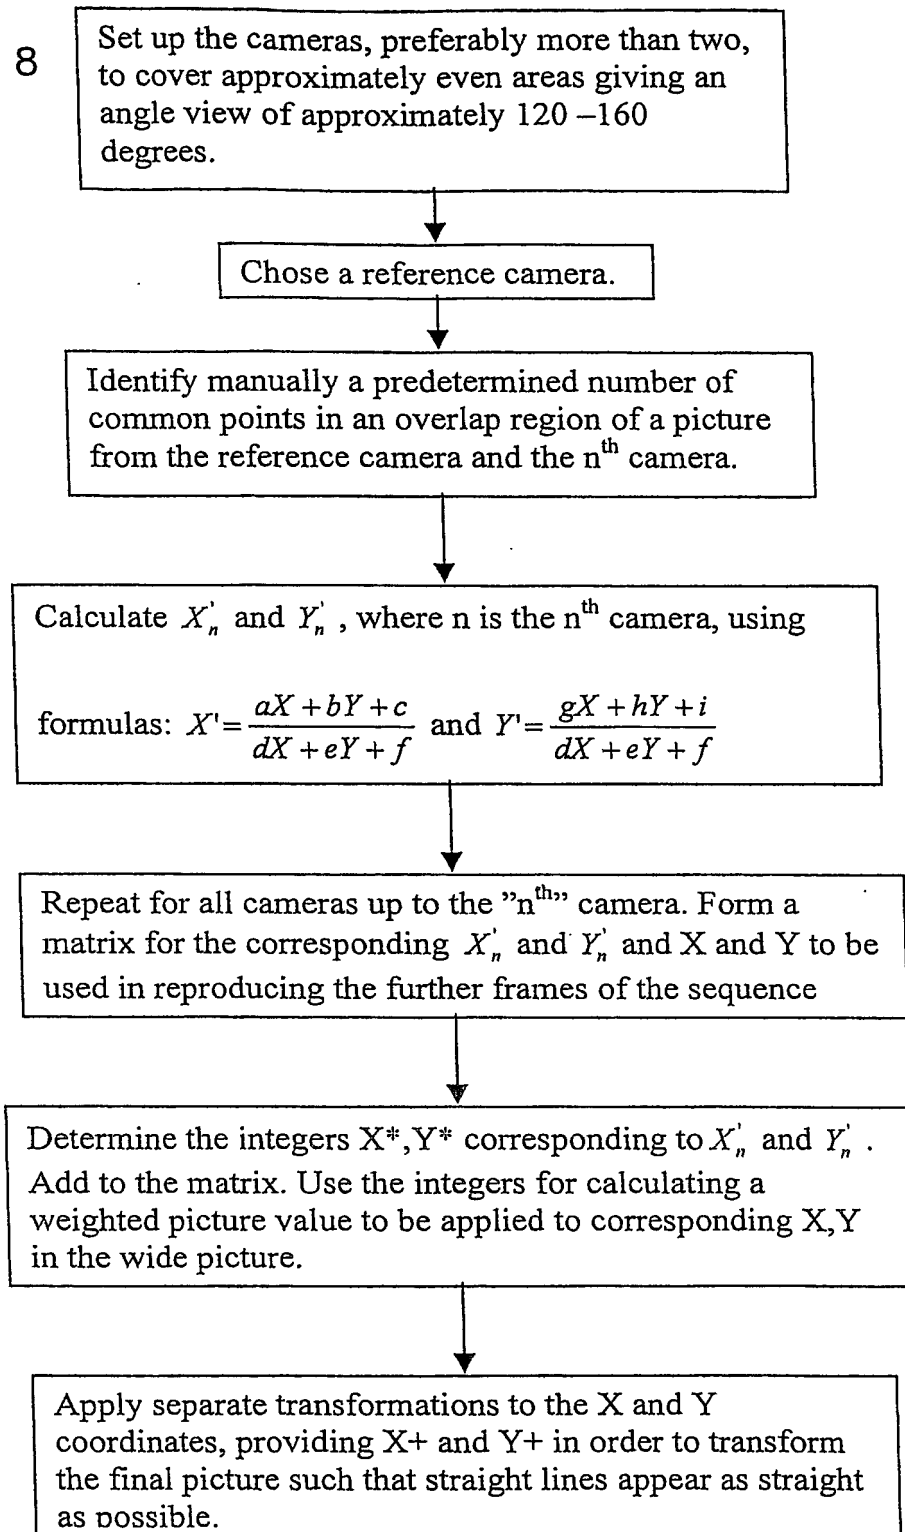 8
Set up the cameras, preferably more than two,
to cover approximately even areas giving an
angle view of approximately 120 –160
degrees.
Chose a reference camera.
Identify manually a predetermined number of
common points in an overlap region of a picture
from the reference camera and the nth camera.
Calculate X'n and Y'n , where n is the nth camera, using
formulas: X'= (aX + bY + c)/(dX + eY + f) and Y'= (gX + hY + i)/(dX + eY + f)
Repeat for all cameras up to the ”nth” camera. Form a
matrix for the corresponding X'n and Y'n and X and Y to be
used in reproducing the further frames of the sequence
Determine the integers X*,Y* corresponding to X'n and Y'n .
Add to the matrix. Use the integers for calculating a
weighted picture value to be applied to corresponding X,Y
in the wide picture.
Apply separate transformations to the X and Y
coordinates, providing X+ and Y+ in order to transform
the final picture such that straight lines appear as straight
as possible.